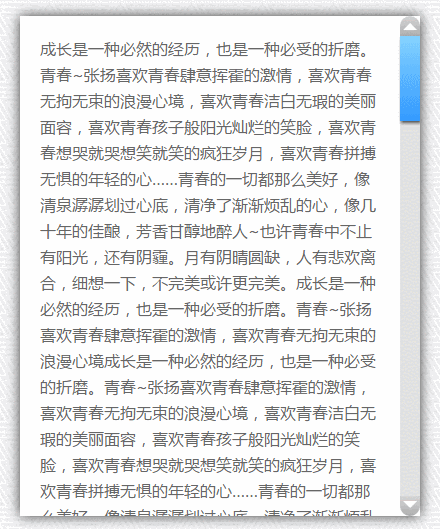 成长是一种必然的经历，也是一种必受的折磨。
青春~张扬喜欢青春肆意挥霍的激情，喜欢青春
无拘无束的浪漫心境，喜欢青春洁白无瑕的美丽
面容，喜欢青春孩子般阳光灿烂的笑脸，喜欢青
春想哭就哭想笑就笑的疯狂岁月，喜欢青春拼搏
无惧的年轻的心......青春的一切都那么美好，像
清泉潺潺划过心底，清净了渐渐烦乱的心，像几
十年的佳酿，芳香甘醇地醉人~也许青春中不止
有阳光，还有阴霾。月有阴晴圆缺，人有悲欢离
合，细想一下，不完美或许更完美。成长是一种
必然的经历，也是一种必受的折磨。青春~张扬
喜欢青春肆意挥霍的激情，喜欢青春无拘无束的
浪漫心境成长是一种必然的经历，也是一种必受
的折磨。青春~张扬喜欢青春肆意挥霍的激情，
喜欢青春无拘无束的浪漫心境，喜欢青春洁白无
瑕的美丽面容，喜欢青春孩子般阳光灿烂的笑
脸，喜欢青春想哭就哭想笑就笑的疯狂岁月，喜
欢青春拼搏无惧的年轻的心......青春的一切都那
么美好，像清泉潺潺划过心底，清净了渐渐烦乱